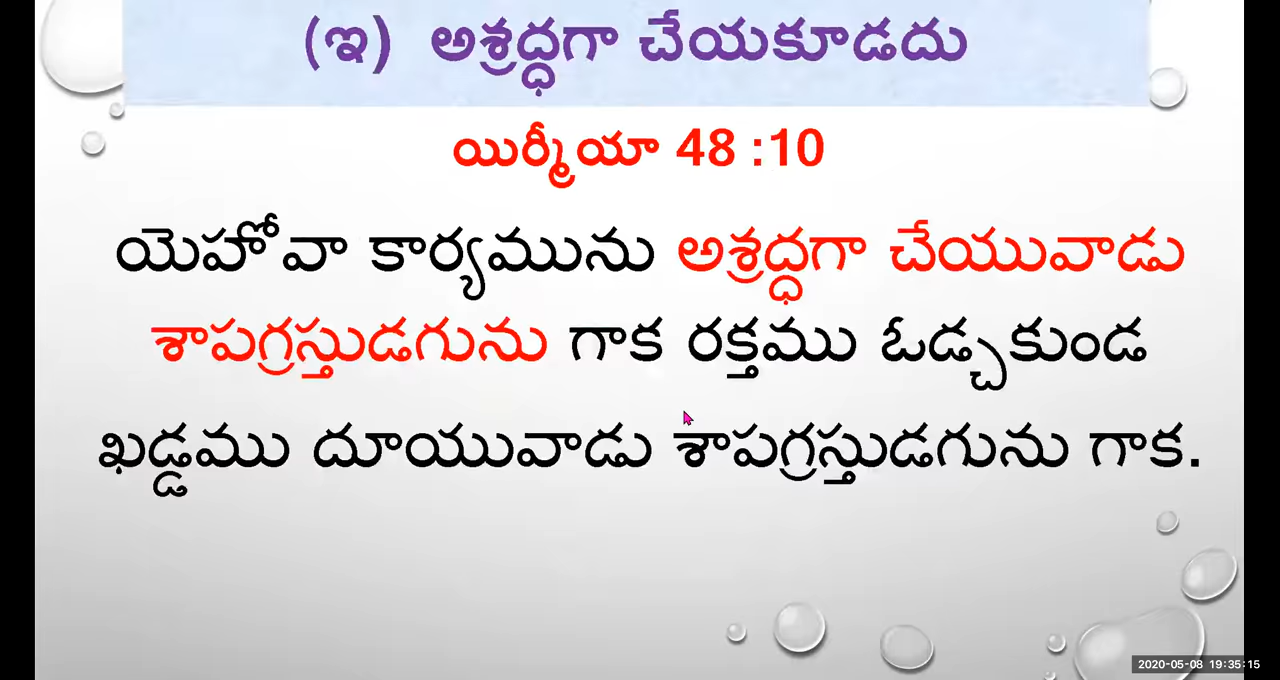 (ఇ) అశ్రద్ధగా చేయకూడదు
యిర్మీయా 48 :10
యెహోవా కార్యమును అశ్రద్ధగా చేయువాడు
శాపగ్రస్తుడగును గాక రక్తము ఓడ్చకుండ
ఖడ్డము దూయువాడు శాపగ్రస్తుడగును గాక.
2020-05-08 19:35:15